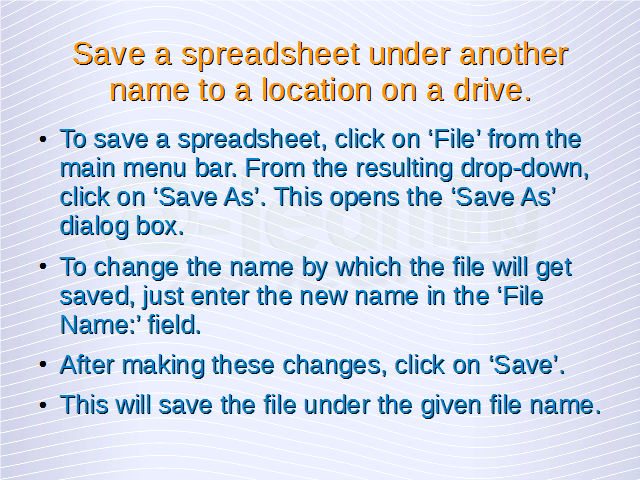 Save a spreadsheet under another
name to a location on a drive.
• To save a spreadsheet, click on ‘File’ from the
main menu bar. From the resulting drop-down,
click on ‘Save As’. This opens the ‘Save As’
dialog box.
• To change the name by which the file will get
saved, just enter the new name in the ‘File
Name:’ field.
• After making these changes, click on ‘Save’.
• This will save the file under the given file name.